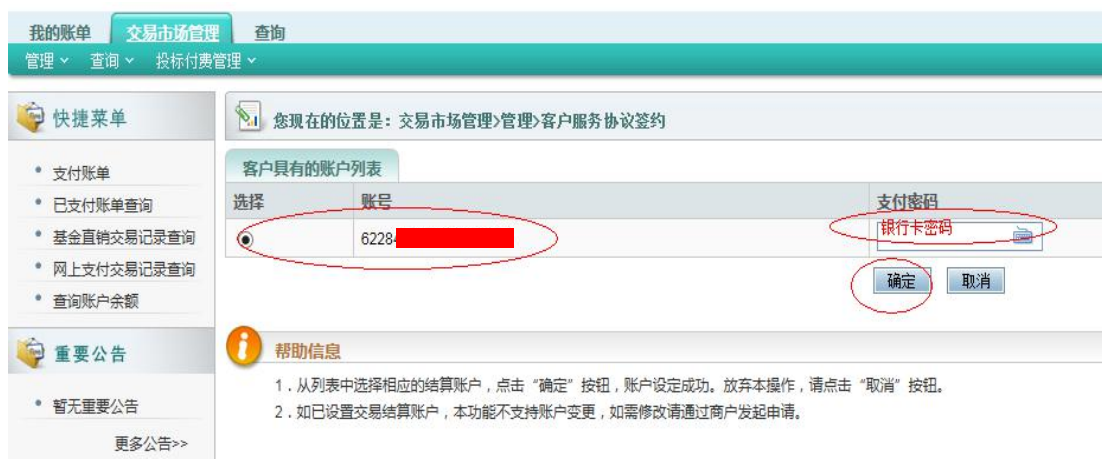 我的账单 交易市场管理 查询
管理 查询 投标付费管理
快捷菜单
支付账单
已支付账单查询
基金直销交易记录查询
网上支付交易记录查询
查询账户余额
重要公告
暂无重要公告
更多公告>>
您现在的位置是：交易市场管理>管理>客户服务协议签约
客户具有的账户列表
选择 账号 支付密码
6228 银行卡密码
确定 取消
帮助信息
1．从列表中选择相应的结算账户，点击“确定”按钮，账户设定成功。放弃本操作，请点击“取消”按钮。
2．如已设置交易结算账户，本功能不支持账户变更，如需修改请通过商户发起申请。